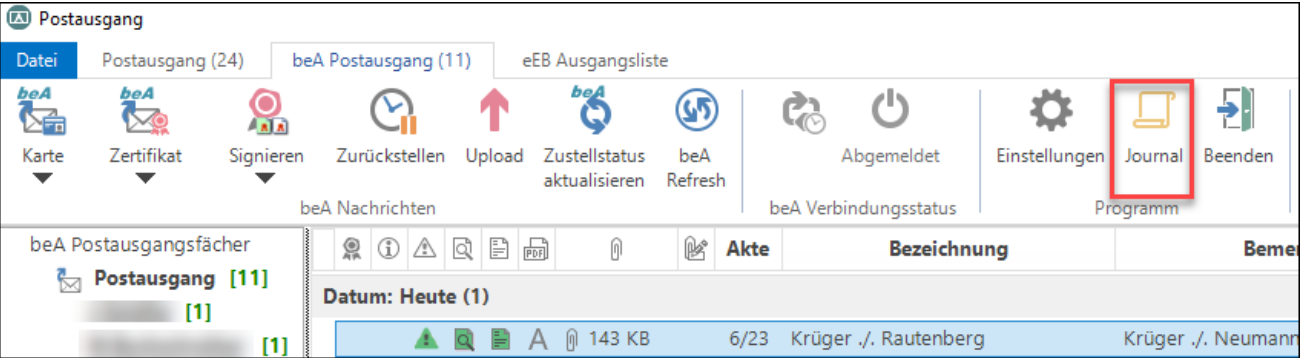 Postausgang
Datei Postausgang (24) beA Postausgang (11) eEB Ausgangsliste
beA beA beA
Karte Zertifikat Signieren Zurückstellen Upload Zustellstatus aktualisieren beA Refresh Abgemeldet Einstellungen Journal Beenden
beA Nachrichten beA Verbindungsstatus Programm
beA Postausgangsfächer PDF Akte Bezeichnung
Postausgang [11]
Datum: Heute (1)
[1]
[1] A 143 KB 6/23 Krüger ./. Rautenberg Krüger ./. Neumann